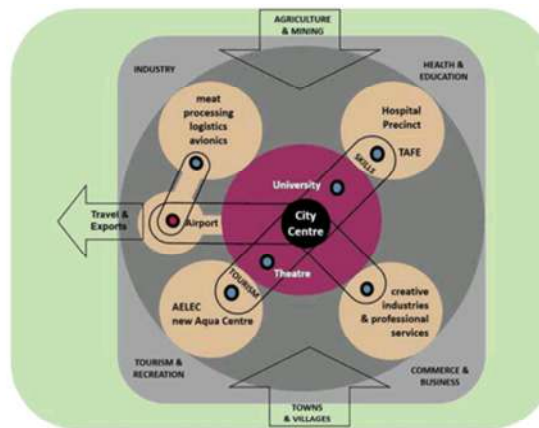 AGRICULTURE
& MINING
INDUSTRY
HEALTH &
EDUCATION
meat
processing
logistics
avionics
Hospital
Precinct
TAFE
SKILLS
University
City
Centre
Travel &
Exports
Airport
Theatre
TOURISM
AELEC
new Aqua Centre
creative
industries
& professional
services
TOURISM &
RECREATION
COMMERCE &
BUSINESS
TOWNS
& VILLAGES